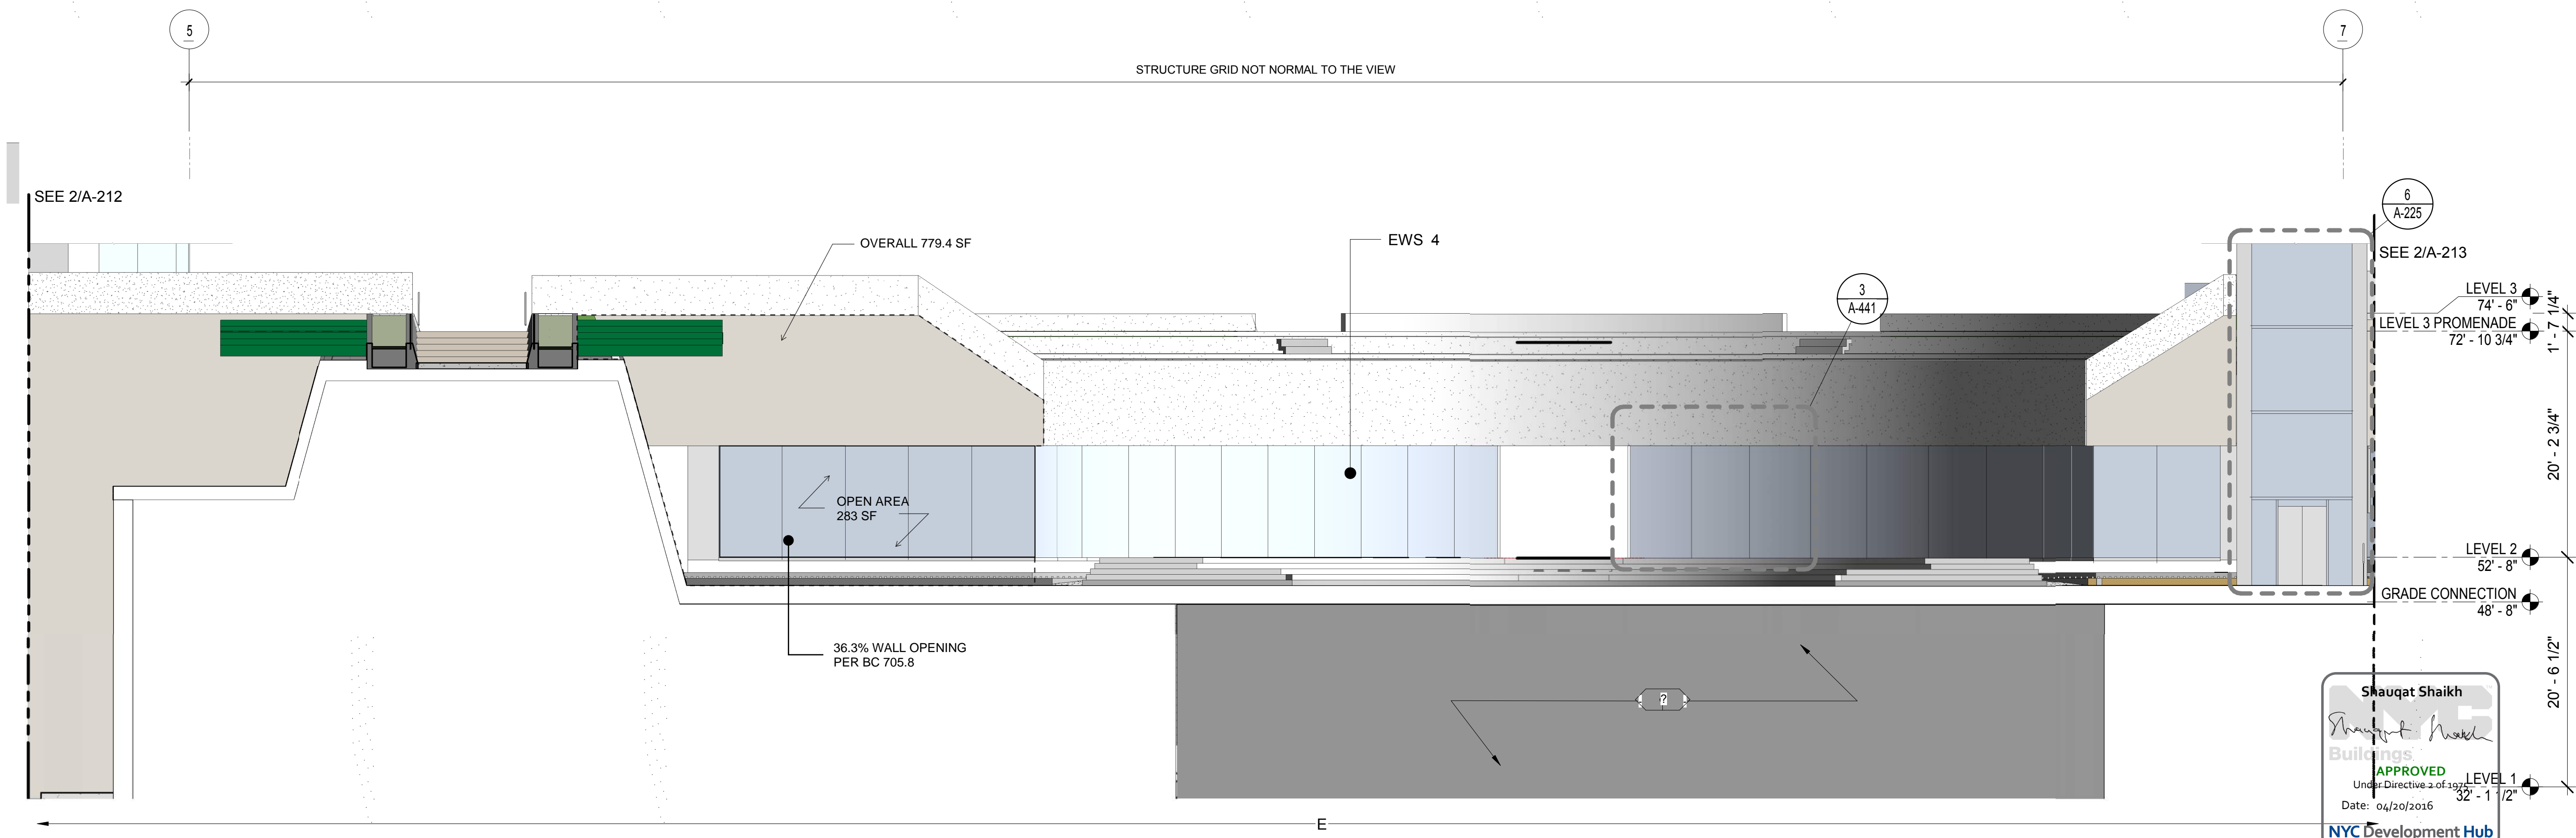 5
7
STRUCTURE GRID NOT NORMAL TO THE VIEW
SEE 2/A-212
6
A-225
OVERALL 779.4 SF
EWS 4
SEE 2/A-213
3
A-441
LEVEL 3
74' - 6"
LEVEL 3 PROMENADE
72' - 10 3/4"
1' - 7 1/4"
20' - 2 3/4"
OPEN AREA
283 SF
LEVEL 2
52' - 8"
GRADE CONNECTION
48' - 8"
36.3% WALL OPENING
PER BC 705.8
20' - 6 1/2"
?
Shauqat Shaikh
NYC
Shauqat Shaikh
Buildings
APPROVED
Under Directive 2 of 1975
LEVEL 1
32' - 1 1/2"
Date: 04/20/2016
E
NYC Development Hub